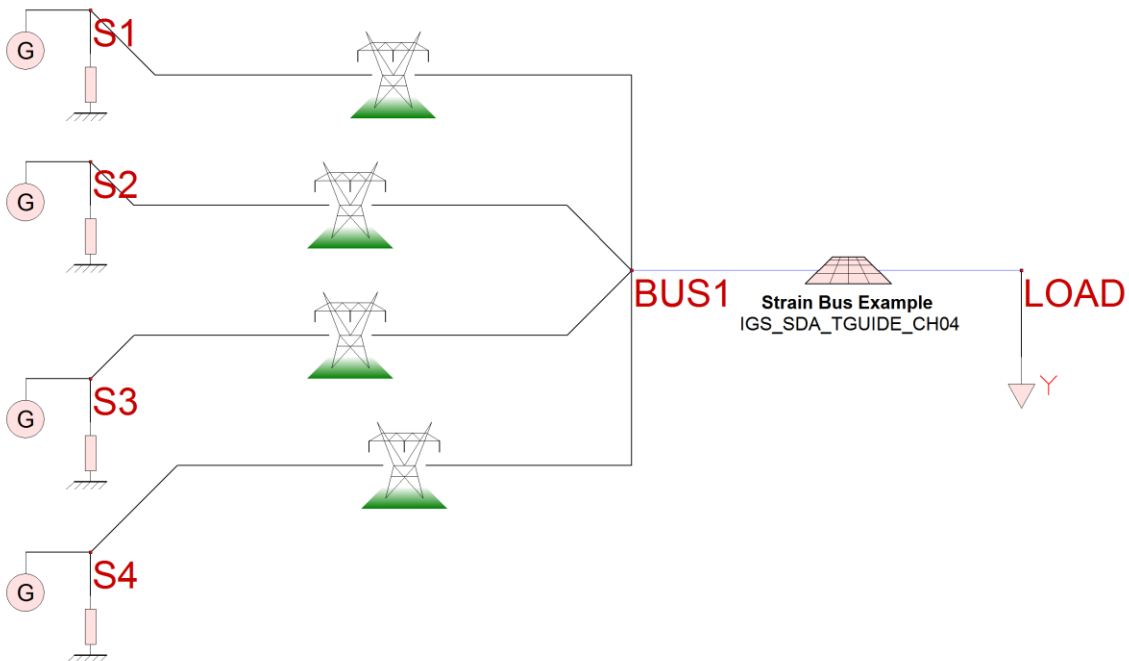 S1
G
S2
G
BUS1
LOAD
Strain Bus Example
IGS_SDA_TGUIDE_CH04
Y
S3
G
S4
G